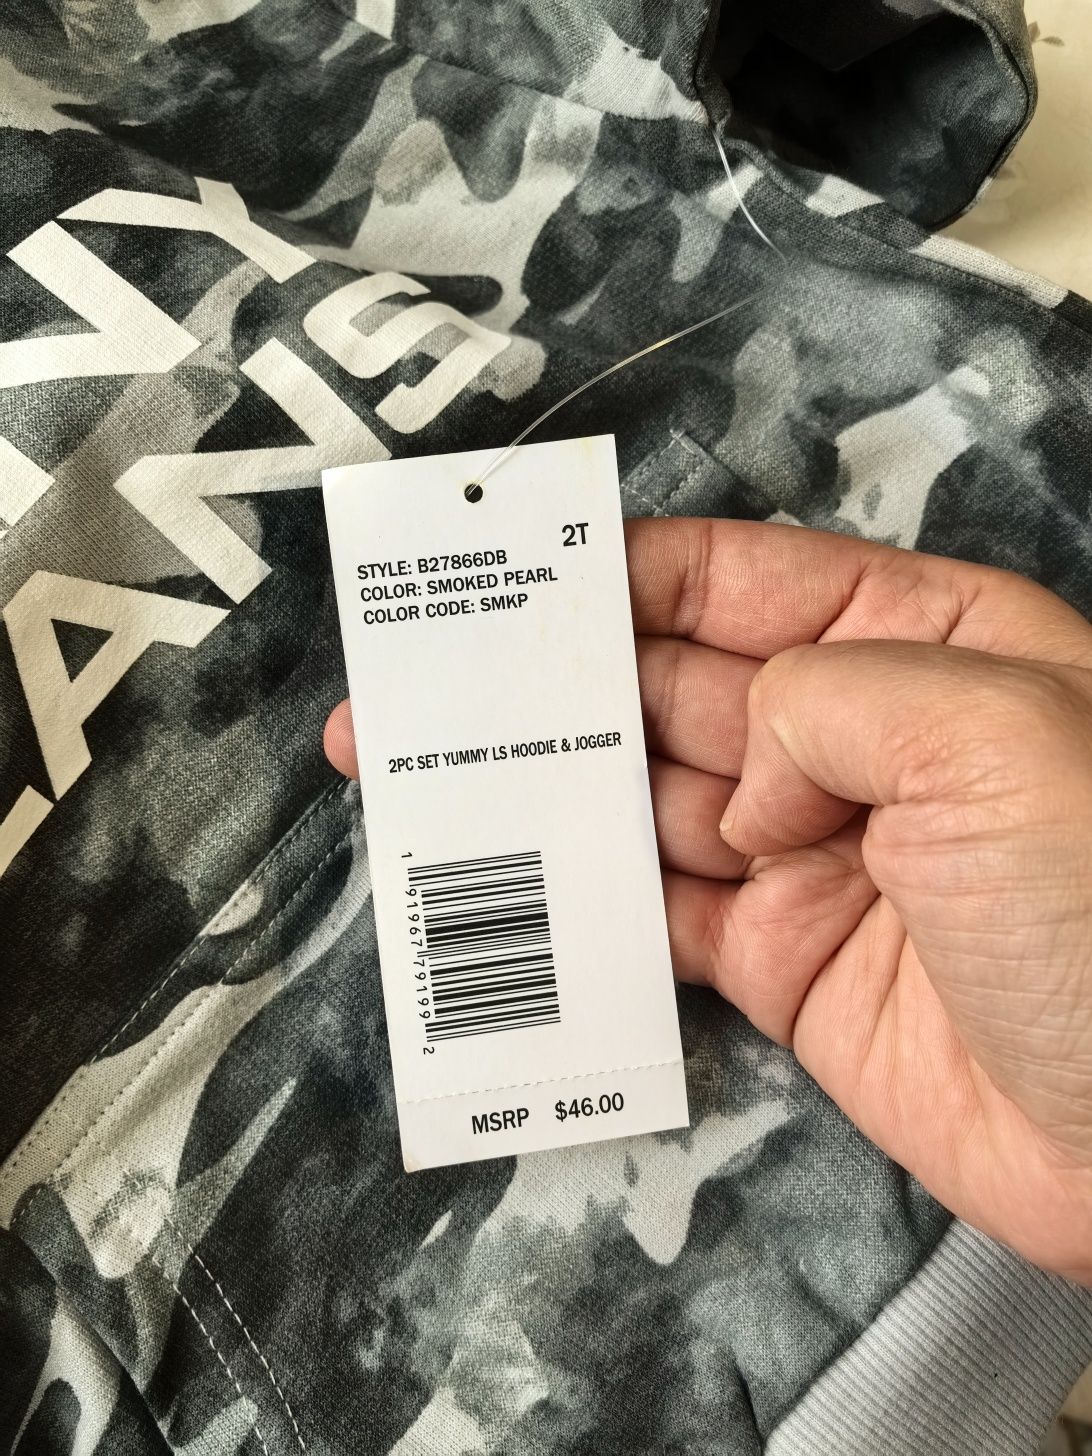 2T
STYLE: B27866DB
COLOR: SMOKED PEARL
COLOR CODE: SMKP
2PC SET YUMMY LS HOODIE & JOGGER
1 91967 79199 2
MSRP $46.00